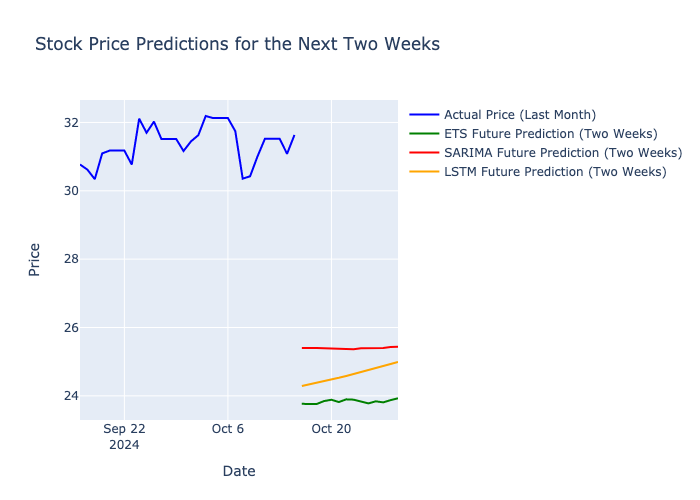 Stock Price Predictions for the Next Two Weeks
Actual Price (Last Month)
ETS Future Prediction (Two Weeks)
SARIMA Future Prediction (Two Weeks)
LSTM Future Prediction (Two Weeks)
Price
32
30
28
26
24
Sep 22
2024
Oct 6
Oct 20
Date